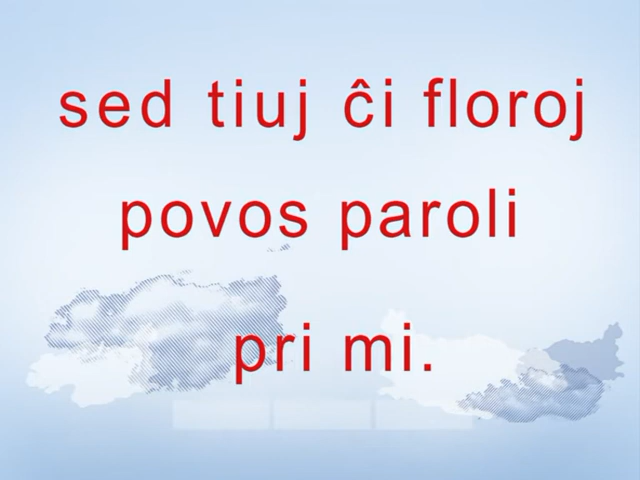 sed tiuj ĉi floroj
povos paroli
pri mi.